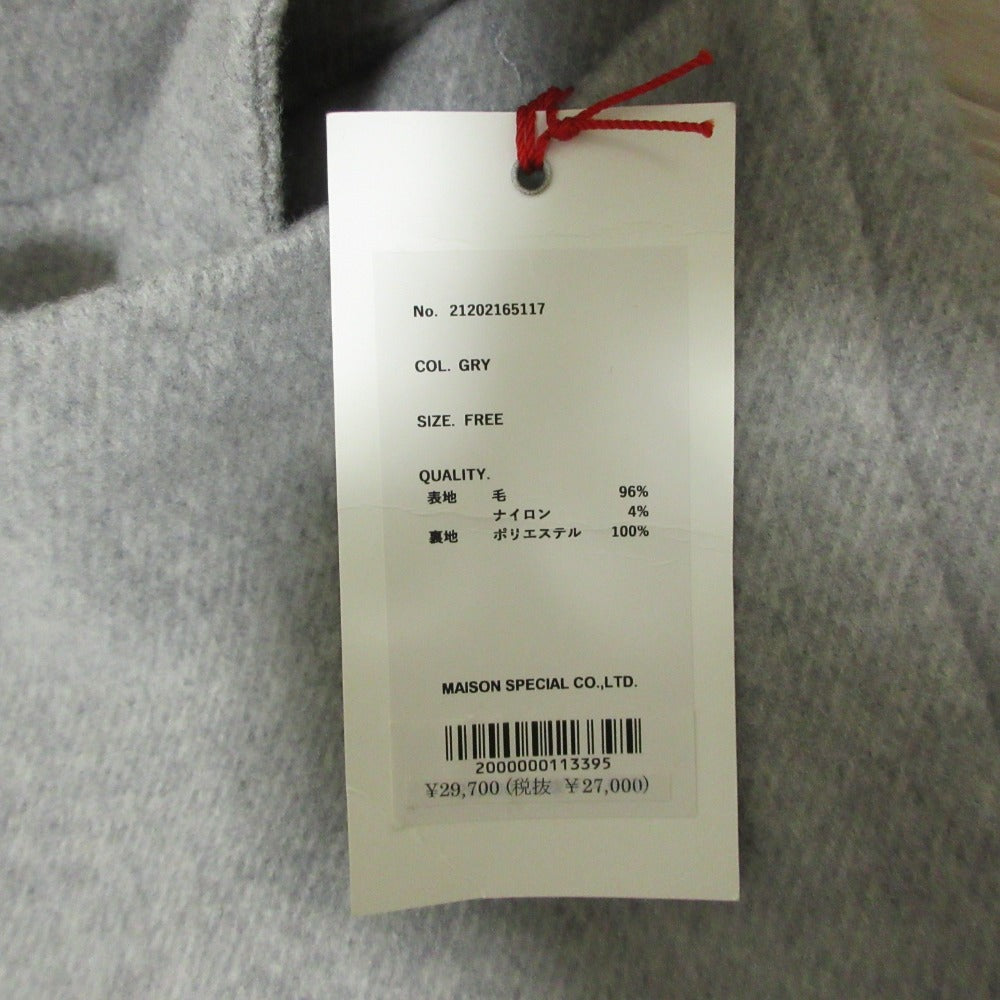 No. 21202165117
COL. GRY
SIZE. FREE
QUALITY.
表地 毛 96%
ナイロン 4%
裏地 ポリエステル 100%
MAISON SPECIAL CO.,LTD.
2000000113395
¥29,700 (税抜 ¥27,000)